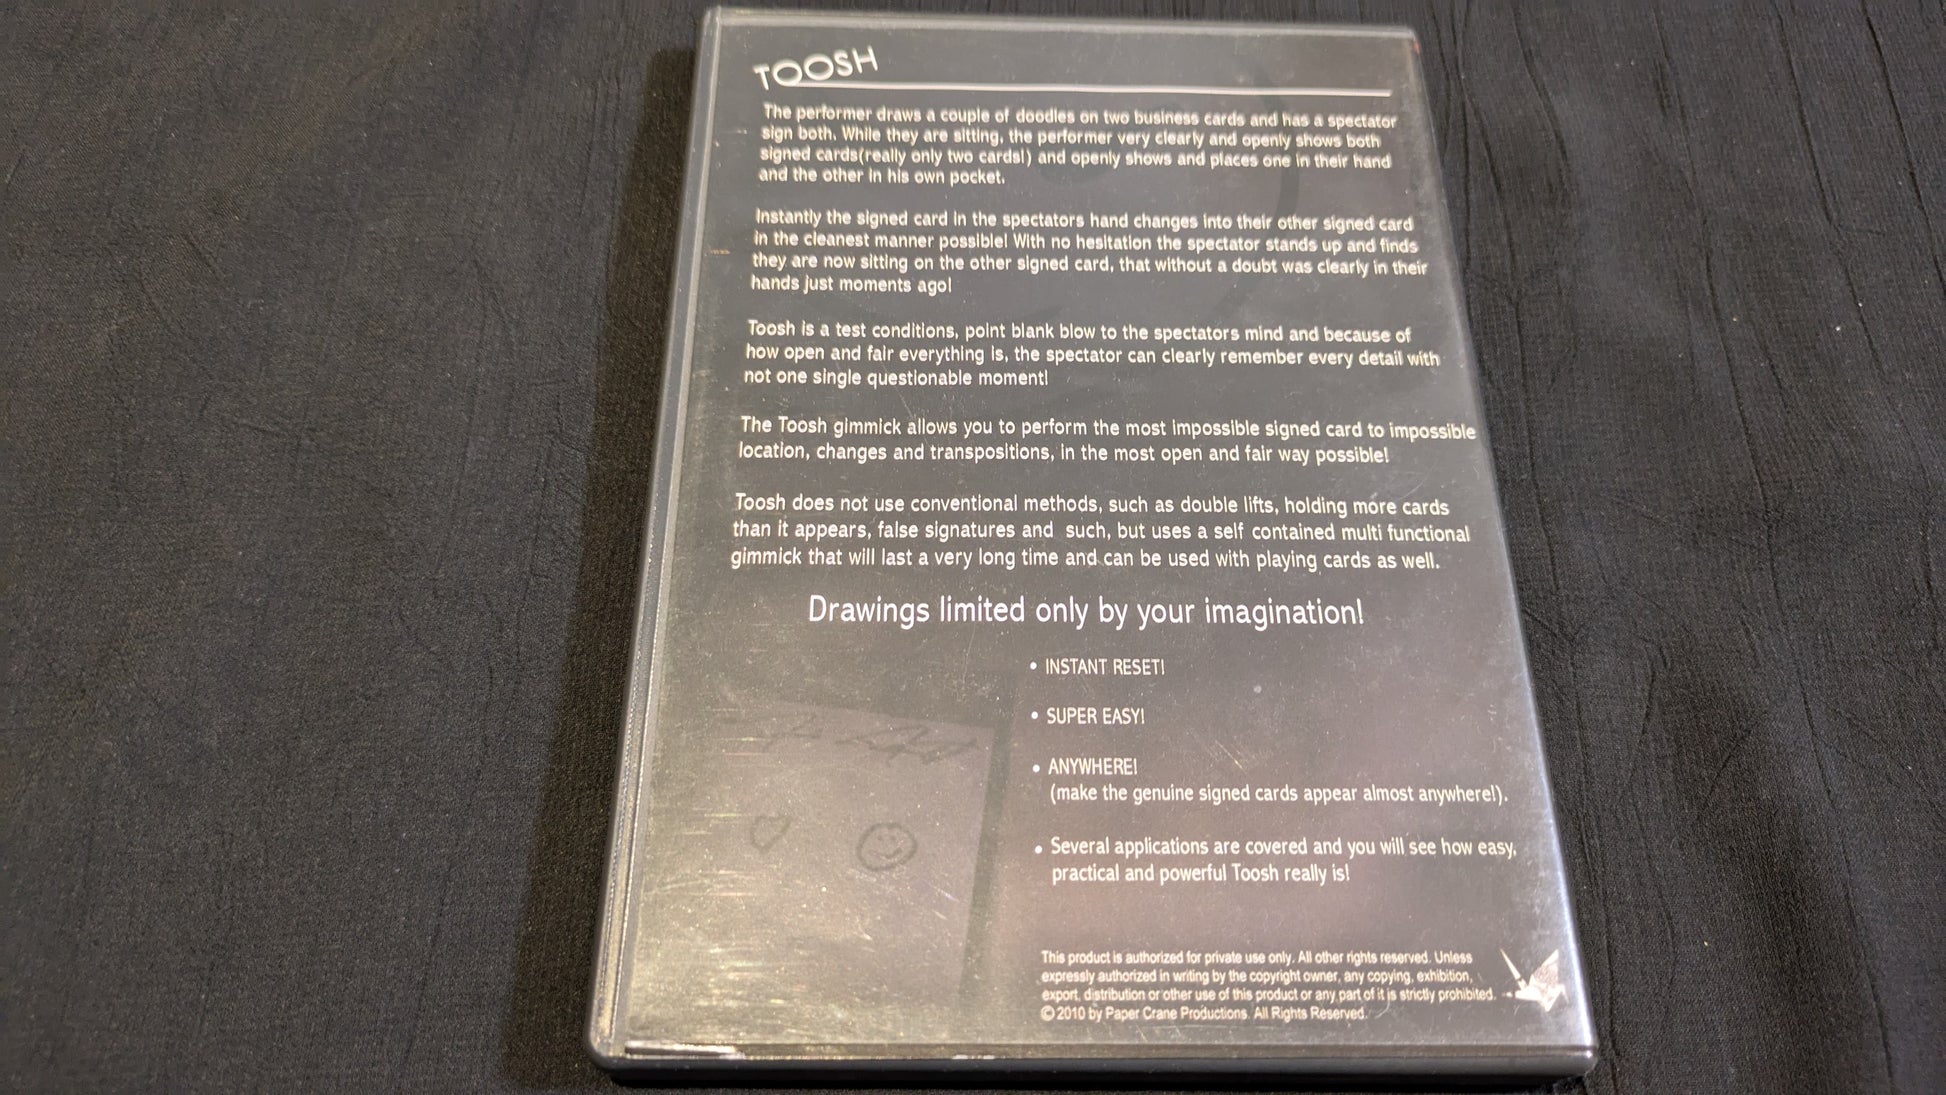 TOOSH
The performer draws a couple of doodles on two business cards and has a spectator
sign both. While they are sitting, the performer very clearly and openly shows both
signed cards(really only two cards!) and openly shows and places one in their hand
and the other in his own pocket.
Instantly the signed card in the spectators hand changes into their other signed card
in the cleanest manner possible! With no hesitation the spectator stands up and finds
they are now sitting on the other signed card, that without a doubt was clearly in their
hands just moments ago!
Toosh is a test conditions, point blank blow to the spectators mind and because of
how open and fair everything is, the spectator can clearly remember every detail with
not one single questionable moment!
The Toosh gimmick allows you to perform the most impossible signed card to impossible
location, changes and transpositions, in the most open and fair way possible!
Toosh does not use conventional methods, such as double lifts, holding more cards
than it appears, false signatures and such, but uses a self contained multi functional
gimmick that will last a very long time and can be used with playing cards as well.
Drawings limited only by your imagination!
• INSTANT RESET!
• SUPER EASY!
• ANYWHERE!
(make the genuine signed cards appear almost anywhere!).
• Several applications are covered and you will see how easy,
practical and powerful Toosh really is!
This product is authorized for private use only. All other rights reserved. Unless
expressly authorized in writing by the copyright owner, any copying, exhibition,
export, distribution or other use of this product or any part of it is strictly prohibited.
© 2010 by Paper Crane Productions. All Rights Reserved.